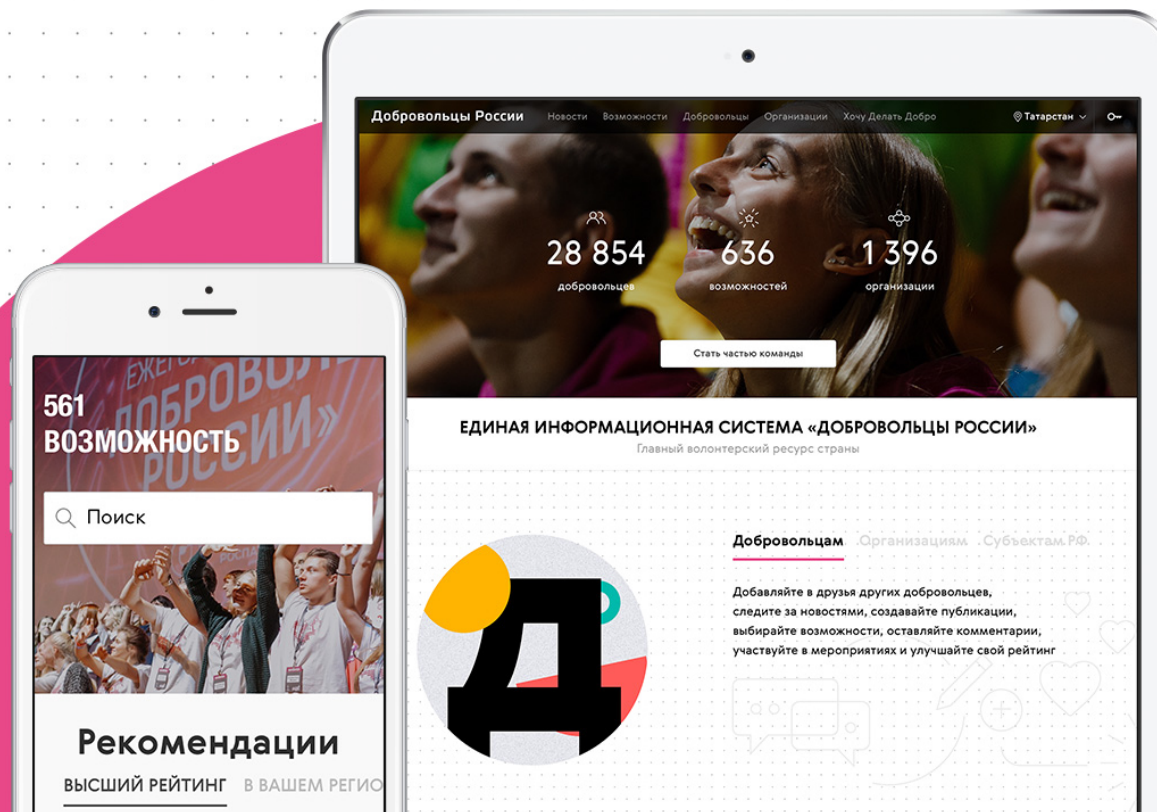 Добровольцы России Новости Возможности Добровольцы Организации Хочу Делать Добро Татарстан
28 854 636 1 396
добровольцев возможностей организации
Стать частью команды
ЕДИНАЯ ИНФОРМАЦИОННАЯ СИСТЕМА «ДОБРОВОЛЬЦЫ РОССИИ»
Главный волонтерский ресурс страны
Добровольцам Организациям Субъектам РФ
Добавляйте в друзья других добровольцев,
следите за новостями, создавайте публикации,
выбирайте возможности, оставляйте комментарии,
участвуйте в мероприятиях и улучшайте свой рейтинг
Д
561
ВОЗМОЖНОСТЬ
РОССИИ»
Поиск
Рекомендации
ВЫСШИЙ РЕЙТИНГ В ВАШЕМ РЕГИО